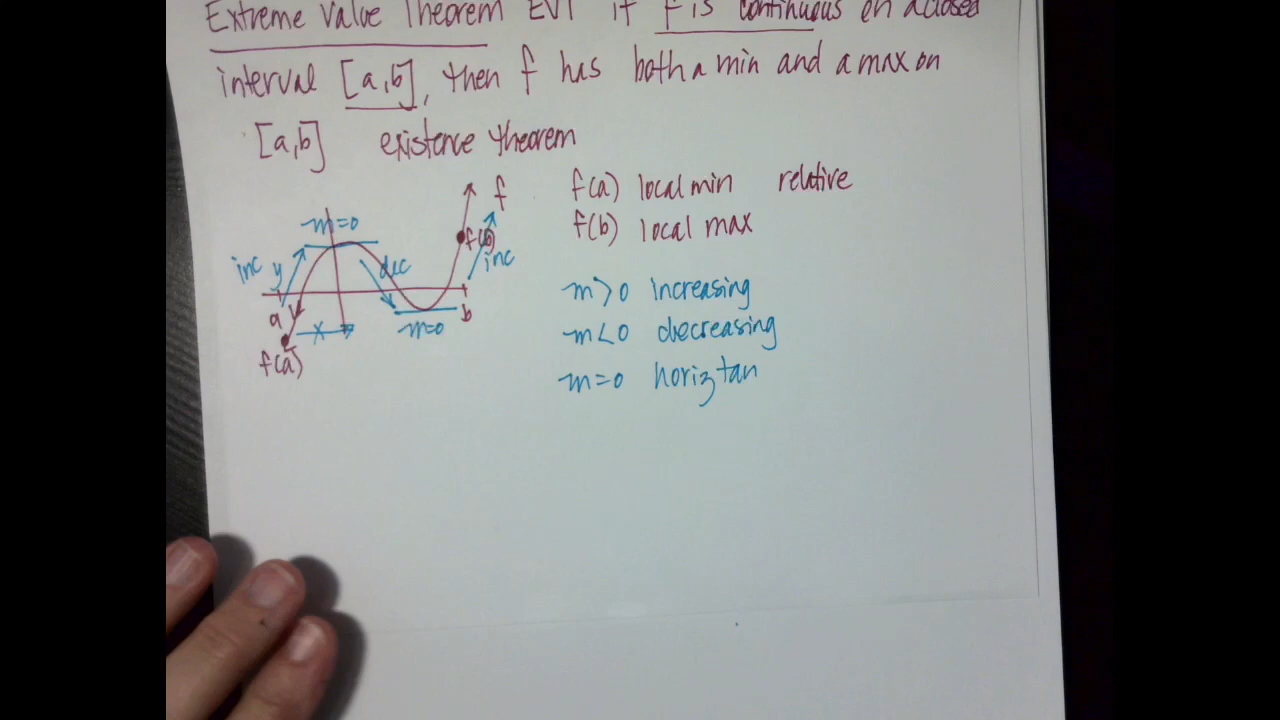 Extreme Value Theorem EVT if f is continuous on a closed
interval [a,b], then f has both a min and a max on
[a,b] existence theorem
f(a) local min relative
f(b) local max
f
m=0
f(b)
inc
y
dec
inc
a
x
m=0
b
f(a)
m>0 increasing
m<0 decreasing
m=0 horiz tan